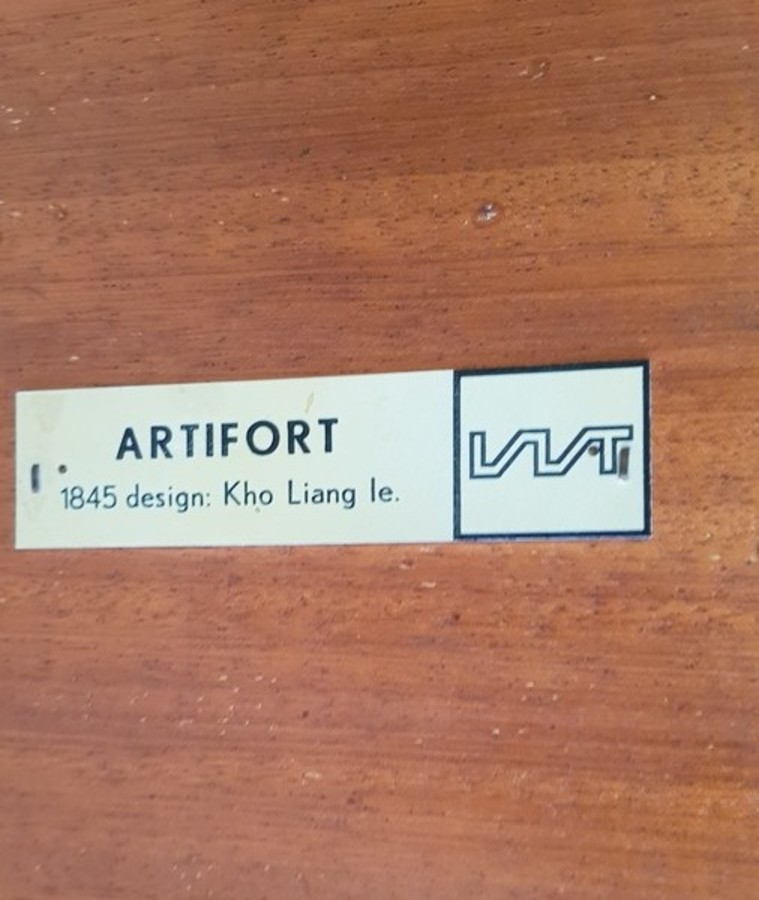 ARTIFORT
1845 design: Kho Liang Ie.